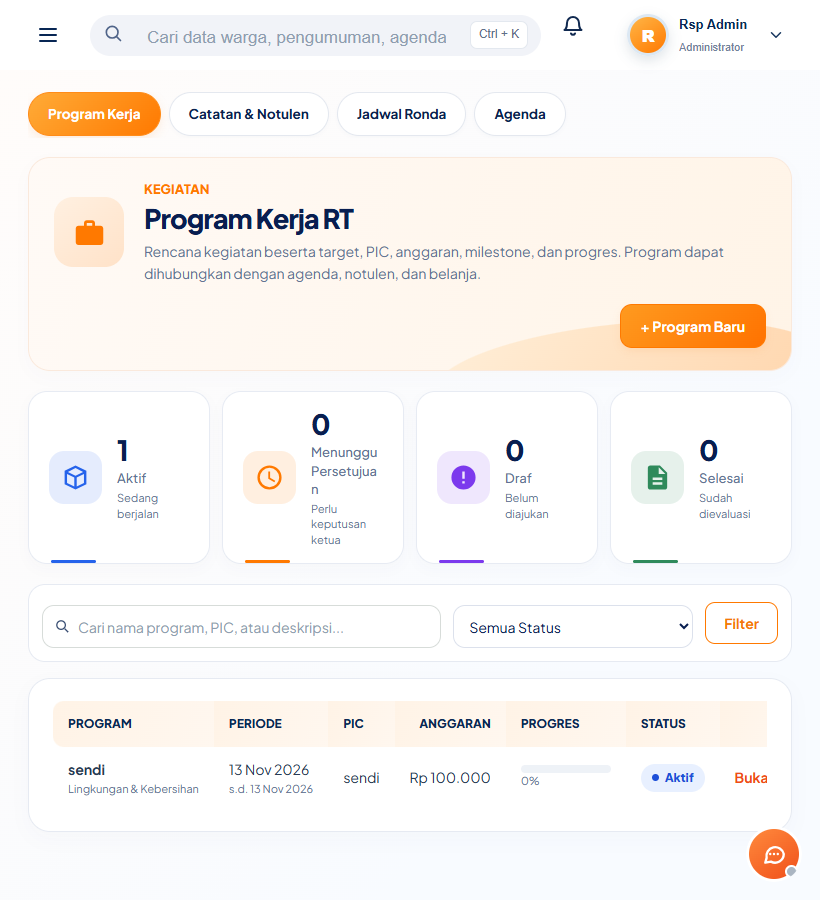 Cari data warga, pengumuman, agenda
Ctrl + K
R
Rsp Admin
Administrator
Program Kerja
Catatan & Notulen
Jadwal Ronda
Agenda
KEGIATAN
Program Kerja RT
Rencana kegiatan beserta target, PIC, anggaran, milestone, dan progres. Program dapat
dihubungkan dengan agenda, notulen, dan belanja.
+ Program Baru
1
Aktif
Sedang
berjalan
0
Menunggu
Persetujua
n
Perlu
keputusan
ketua
0
Draf
Belum
diajukan
0
Selesai
Sudah
dievaluasi
Cari nama program, PIC, atau deskripsi...
Semua Status
Filter
PROGRAM PERIODE PIC ANGGARAN PROGRES STATUS
sendi 13 Nov 2026 sendi Rp 100.000 Aktif Buka
Lingkungan & Kebersihan s.d. 13 Nov 2026 0%